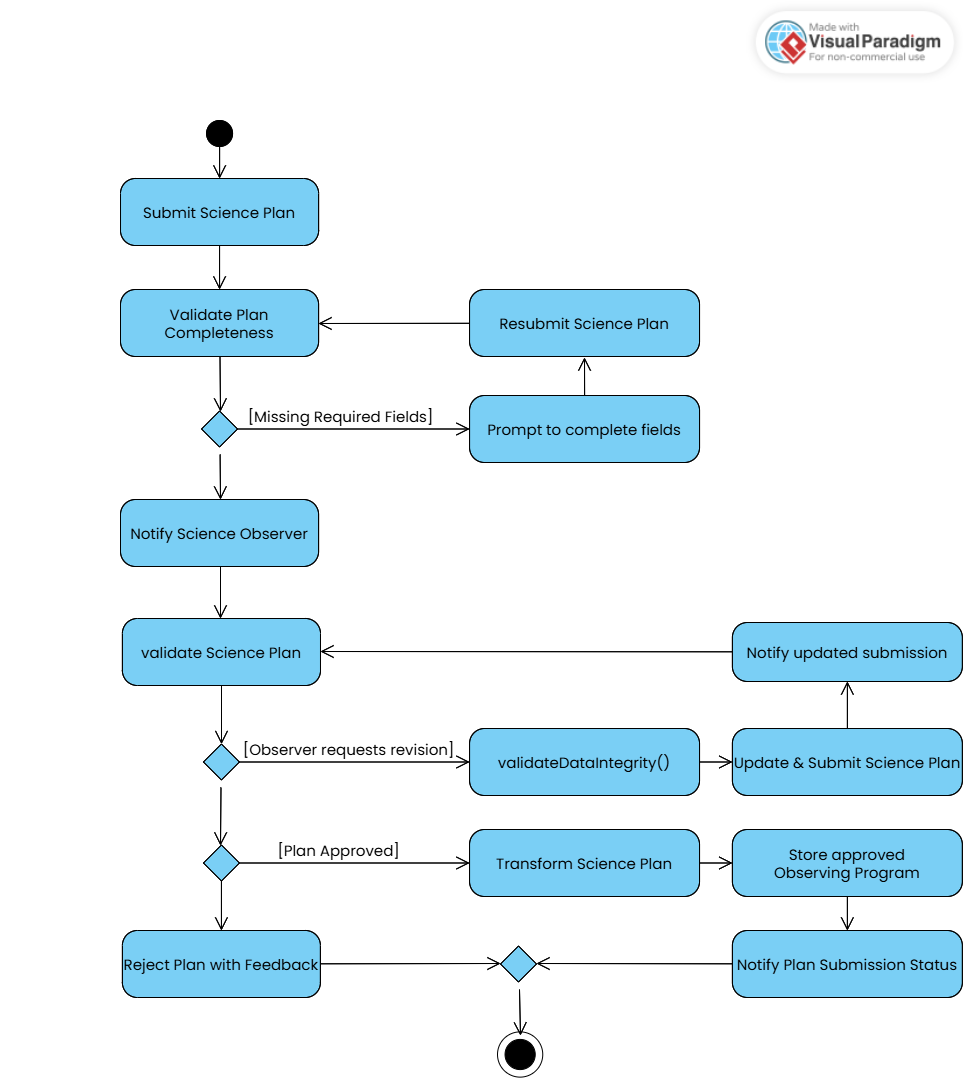 Made with
Visual Paradigm
For non-commercial use
Submit Science Plan
Validate Plan
Completeness
Resubmit Science Plan
[Missing Required Fields]
Prompt to complete fields
Notify Science Observer
validate Science Plan
Notify updated submission
[Observer requests revision]
validateDataIntegrity()
Update & Submit Science Plan
[Plan Approved]
Transform Science Plan
Store approved
Observing Program
Reject Plan with Feedback
Notify Plan Submission Status